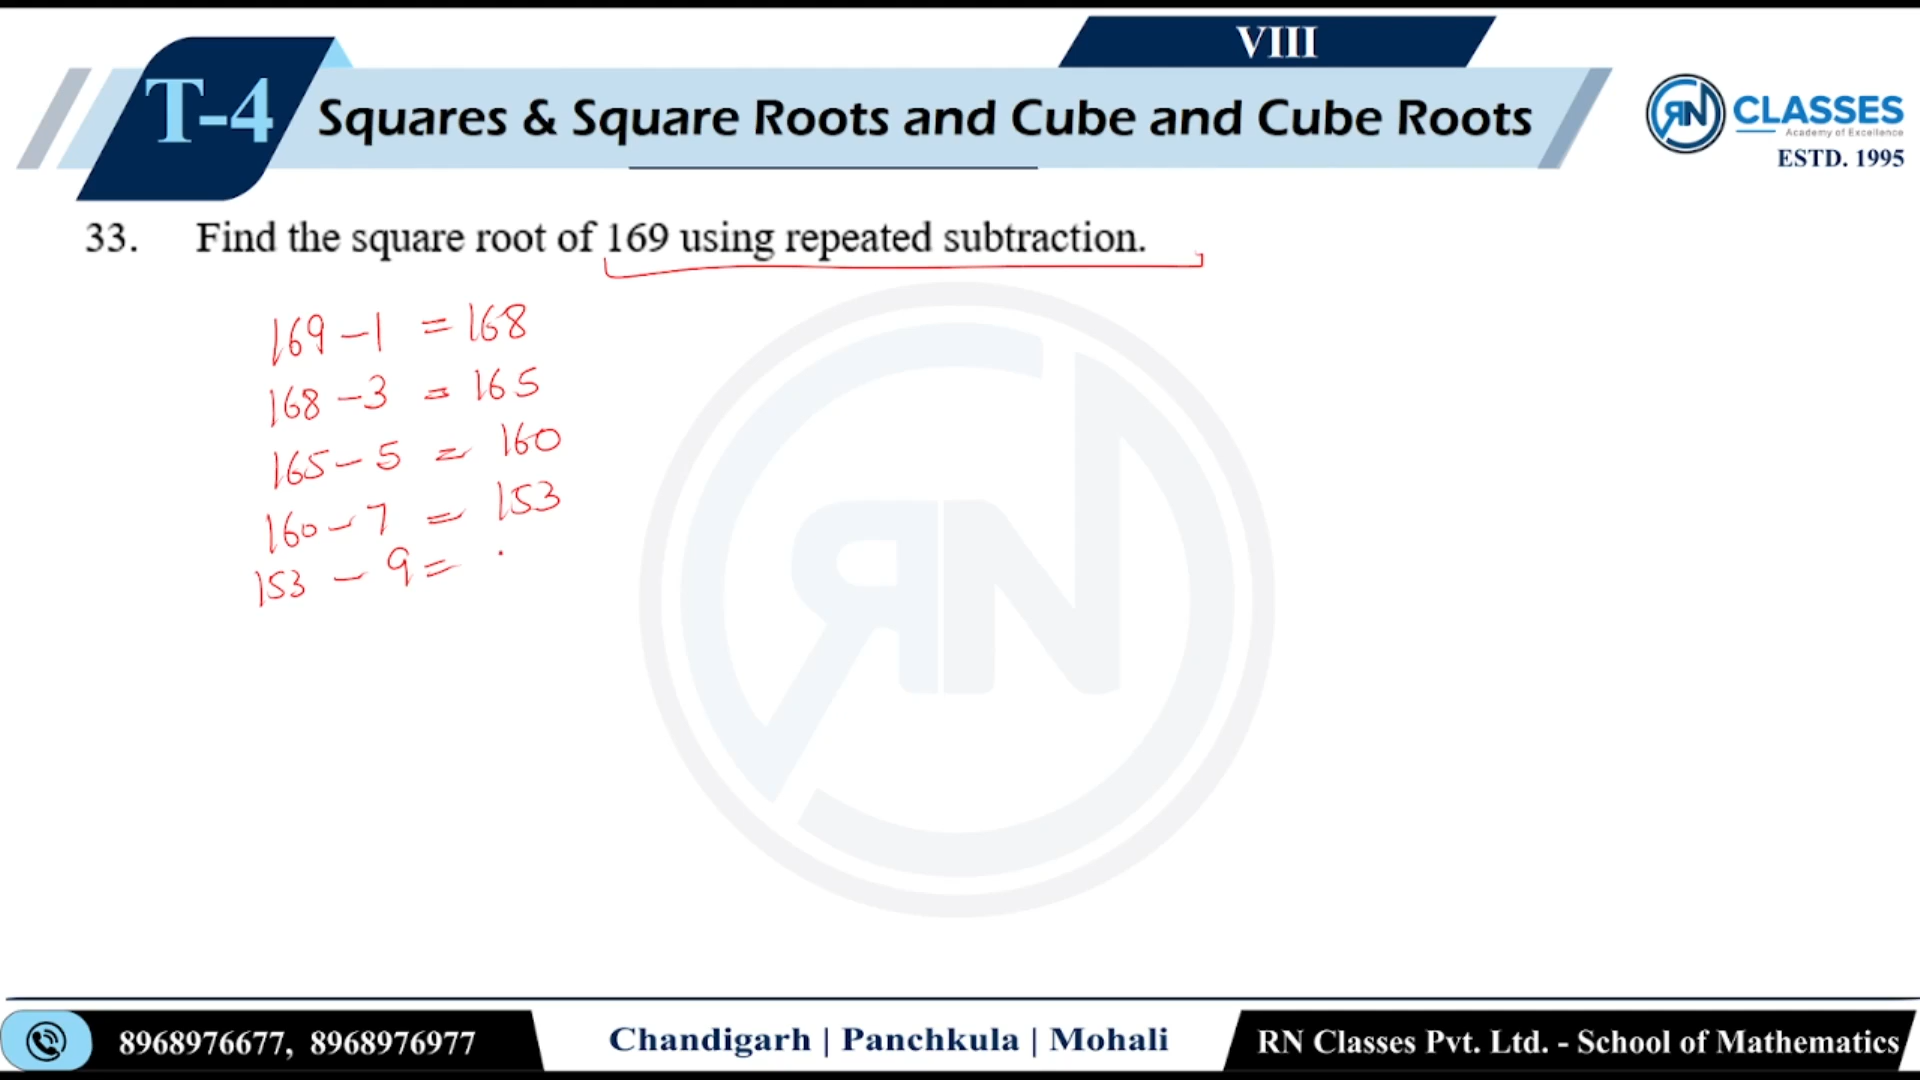 VIII
T-4 Squares & Square Roots and Cube and Cube Roots
RN CLASSES
Academy of Excellence
ESTD. 1995
33. Find the square root of 169 using repeated subtraction.
169 - 1 = 168
168 - 3 = 165
165 - 5 = 160
160 - 7 = 153
153 - 9 =
RN
8968976677, 8968976977
Chandigarh | Panchkula | Mohali
RN Classes Pvt. Ltd. - School of Mathematics